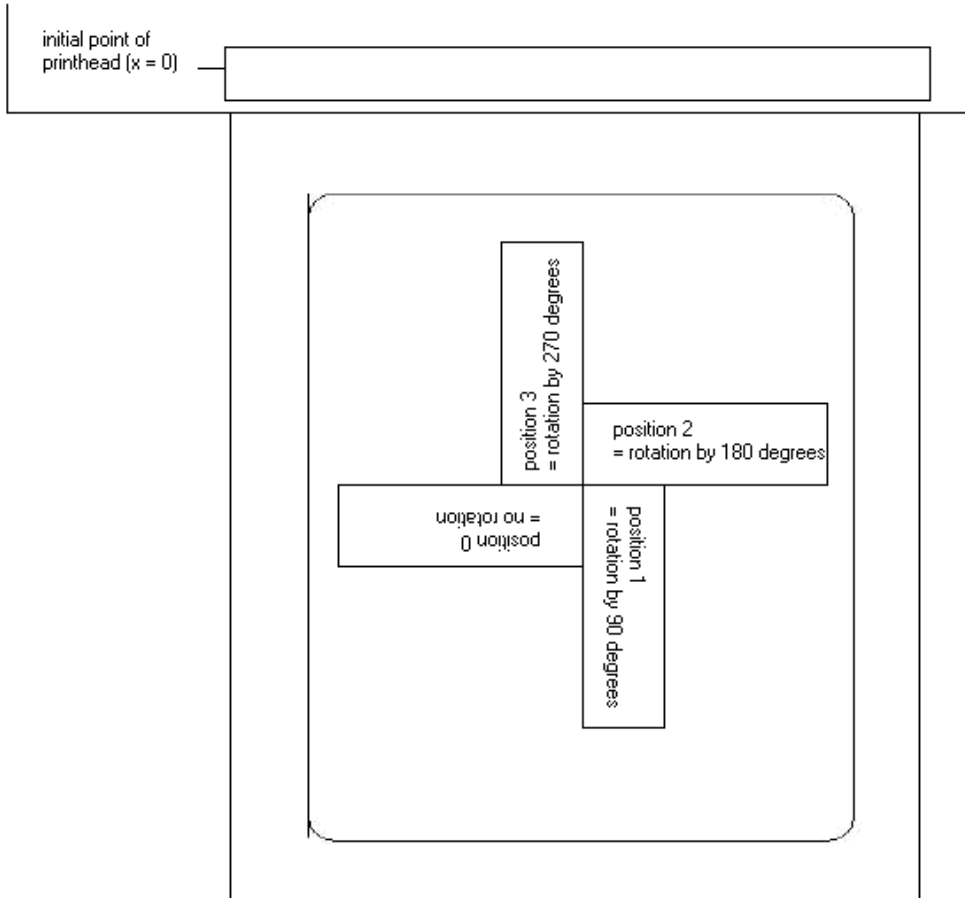 initial point of
printhead (x = 0)
position 3
= rotation by 270 degrees
position 2
= rotation by 180 degrees
position 0
= no rotation
position 1
= rotation by 90 degrees